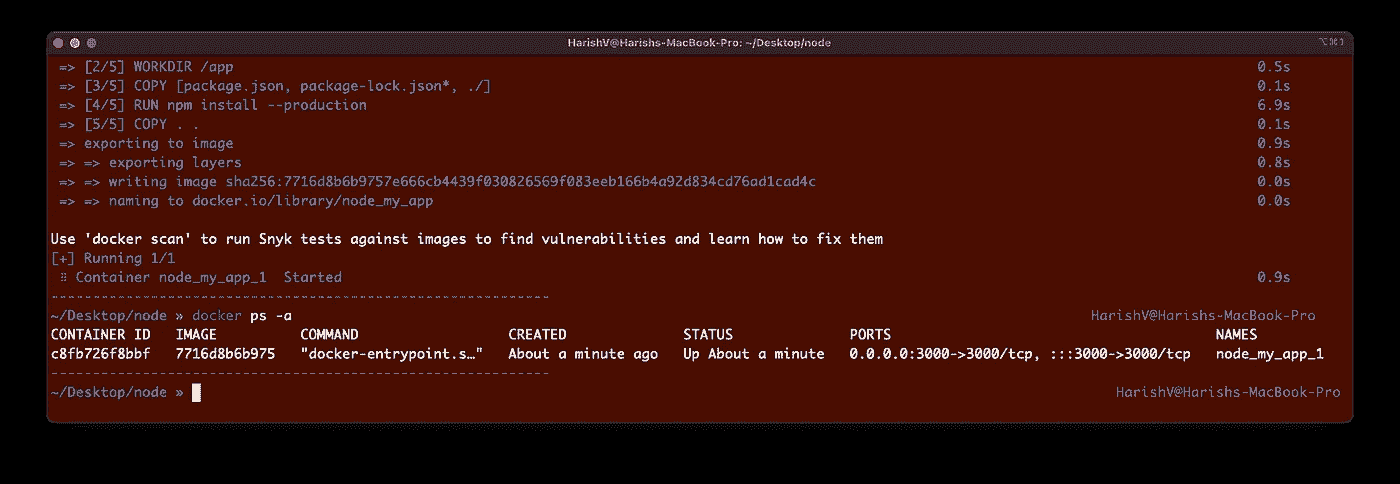 HarishV@Harishs-MacBook-Pro: ~/Desktop/node
=> [2/5] WORKDIR /app 0.5s
=> [3/5] COPY [package.json, package-lock.json*, ./] 0.1s
=> [4/5] RUN npm install --production 6.9s
=> [5/5] COPY . . 0.1s
=> exporting to image 0.9s
=> => exporting layers 0.8s
=> => writing image sha256:7716d8b6b9757e666cb4439f030826569f083eeb166b4a92d834cd76ad1cad4c 0.0s
=> => naming to docker.io/library/node_my_app 0.0s
Use 'docker scan' to run Snyk tests against images to find vulnerabilities and learn how to fix them
[+] Running 1/1
⠿ Container node_my_app_1 Started 0.9s
~/Desktop/node » docker ps -a HarishV@Harishs-MacBook-Pro
CONTAINER ID IMAGE COMMAND CREATED STATUS PORTS NAMES
c8fb726f8bbf 7716d8b6b975 "docker-entrypoint.s…" About a minute ago Up About a minute 0.0.0.0:3000->3000/tcp, :::3000->3000/tcp node_my_app_1
~/Desktop/node » HarishV@Harishs-MacBook-Pro